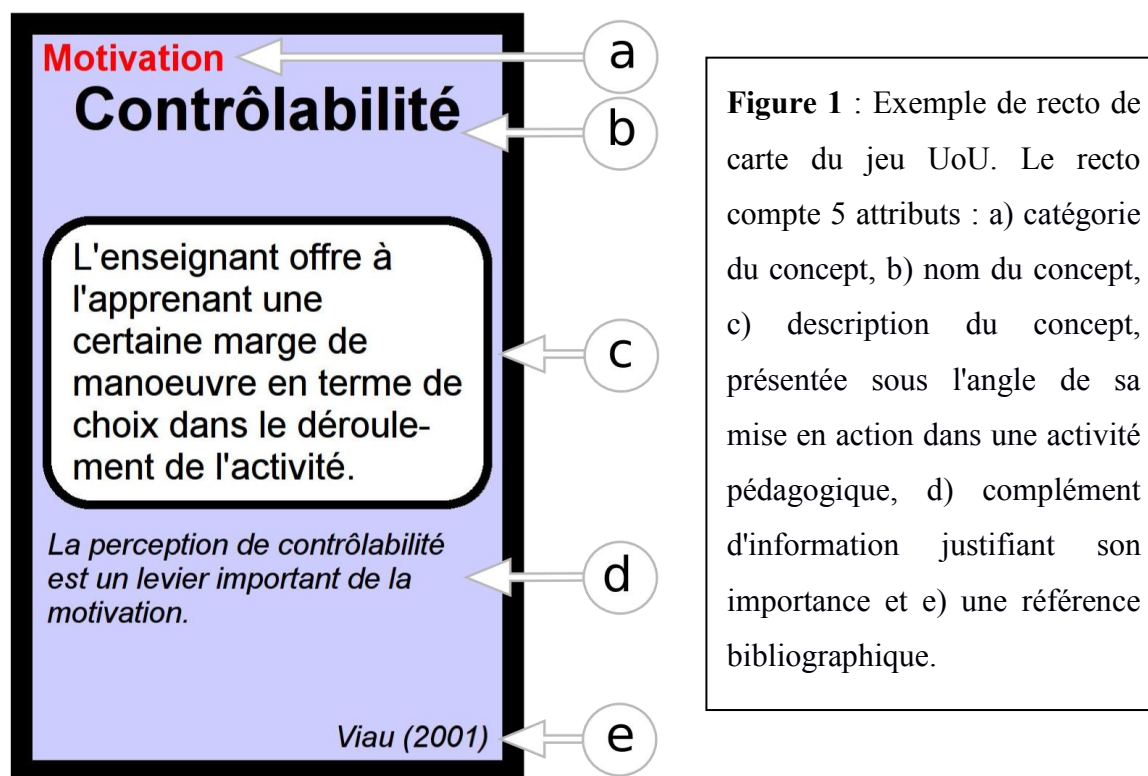 Motivation
Contrôlabilité
L'enseignant offre à
l'apprenant une
certaine marge de
manoeuvre en terme de
choix dans le déroule-
ment de l'activité.
La perception de contrôlabilité
est un levier important de la
motivation.
Viau (2001)
a
b
c
d
e
Figure 1 : Exemple de recto de
carte du jeu UoU. Le recto
compte 5 attributs : a) catégorie
du concept, b) nom du concept,
c) description du concept,
présentée sous l'angle de sa
mise en action dans une activité
pédagogique, d) complément
d'information justifiant son
importance et e) une référence
bibliographique.